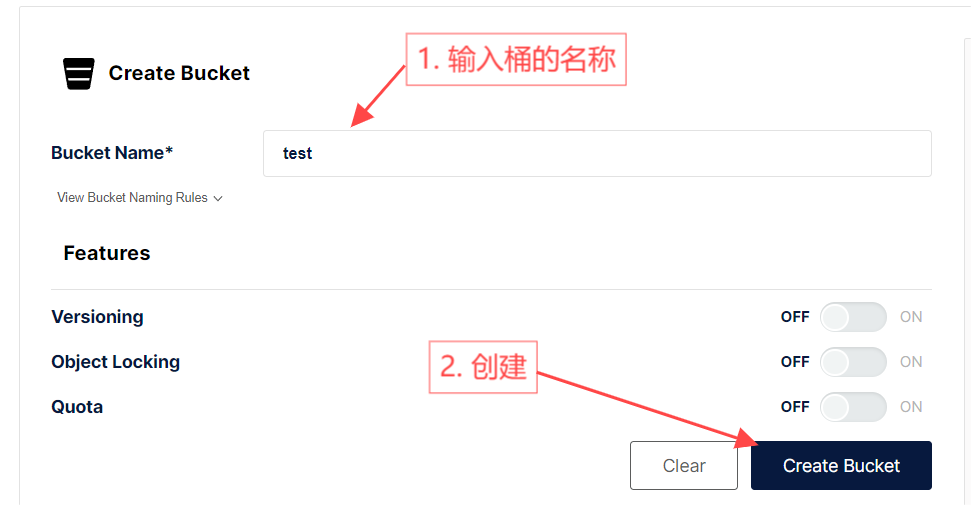 1. 输入桶的名称
Create Bucket
Bucket Name*
test
View Bucket Naming Rules
Features
Versioning OFF ON
Object Locking OFF ON
2. 创建
Quota OFF ON
Clear Create Bucket